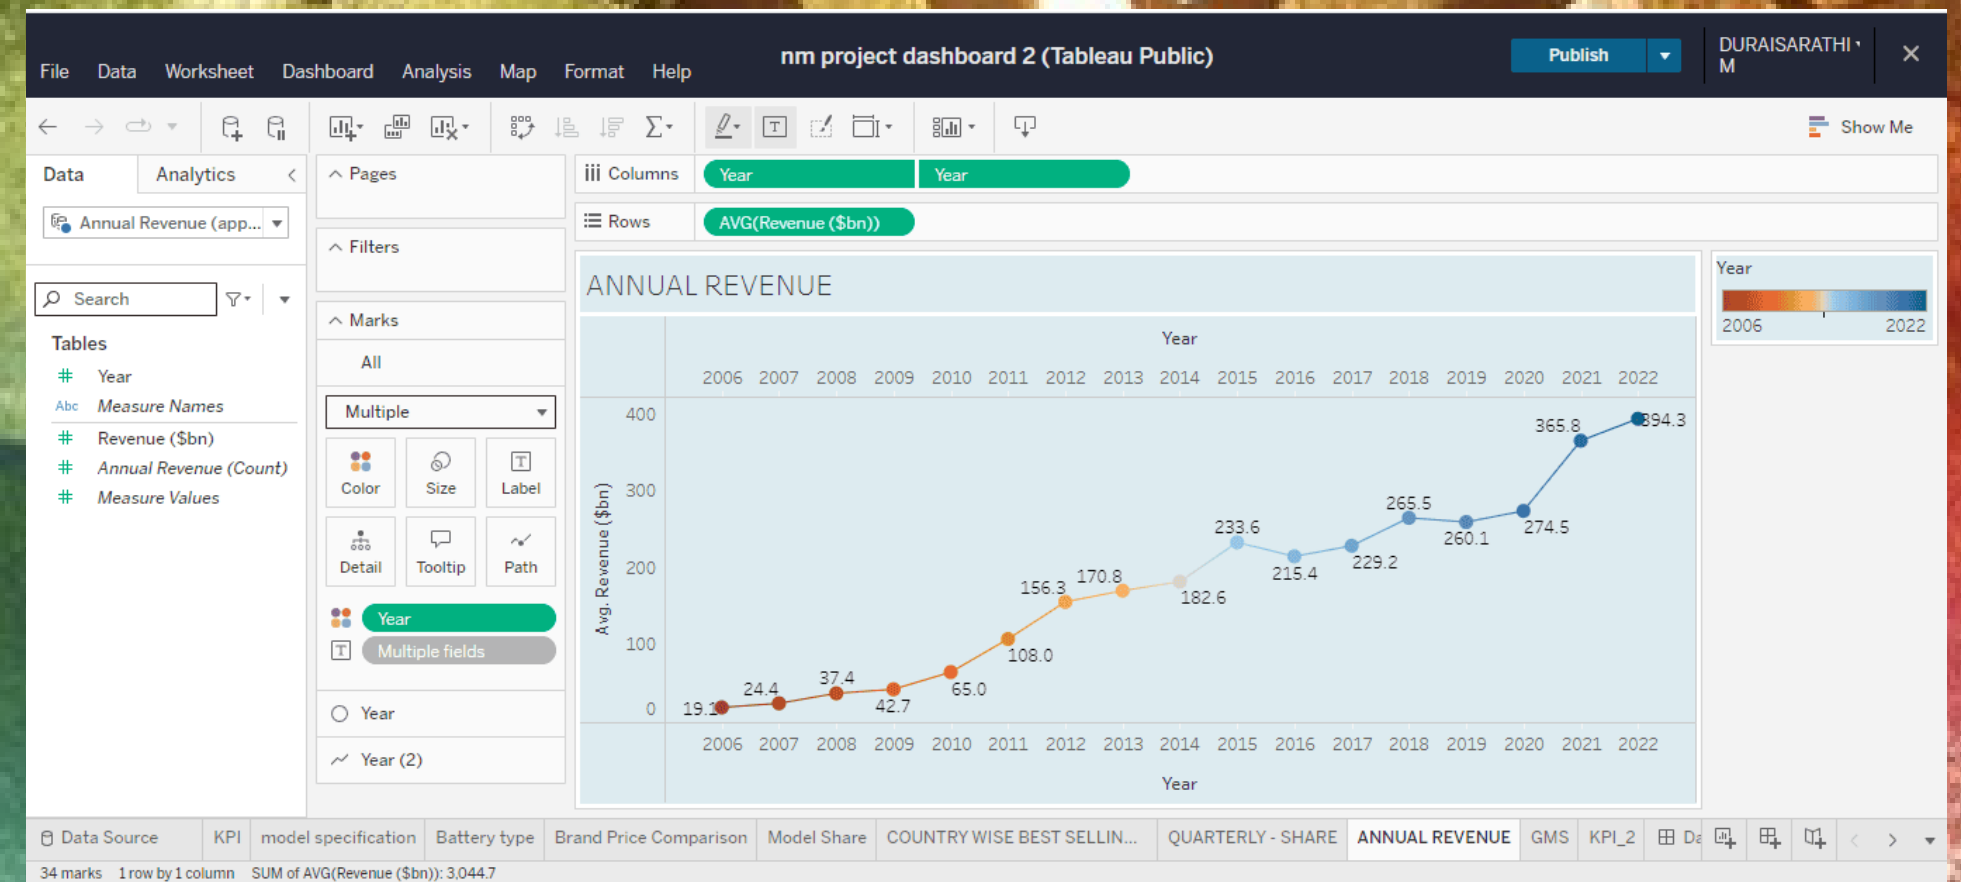 nm project dashboard 2 (Tableau Public)
Publish
DURAISARATHI
M
File Data Worksheet Dashboard Analysis Map Format Help
Show Me
Data Analytics
Annual Revenue (app...
Search
Tables
Year
Abc Measure Names
Revenue ($bn)
Annual Revenue (Count)
Measure Values
Pages
Filters
Marks
All
Multiple
Color Size Label
Detail Tooltip Path
Year
Multiple fields
Year
Year (2)
Columns Year Year
Rows AVG(Revenue ($bn))
ANNUAL REVENUE
Year
2006 2007 2008 2009 2010 2011 2012 2013 2014 2015 2016 2017 2018 2019 2020 2021 2022
Avg. Revenue ($bn)
400
300
200
100
0
19.1
24.4
37.4
42.7
65.0
108.0
156.3
170.8
182.6
233.6
215.4
229.2
265.5
260.1
274.5
365.8
394.3
2006 2007 2008 2009 2010 2011 2012 2013 2014 2015 2016 2017 2018 2019 2020 2021 2022
Year
Year
2006 2022
Data Source KPI model specification Battery type Brand Price Comparison Model Share COUNTRY WISE BEST SELLIN... QUARTERLY - SHARE ANNUAL REVENUE GMS KPI_2 Da
34 marks 1 row by 1 column SUM of AVG(Revenue ($bn)): 3,044.7